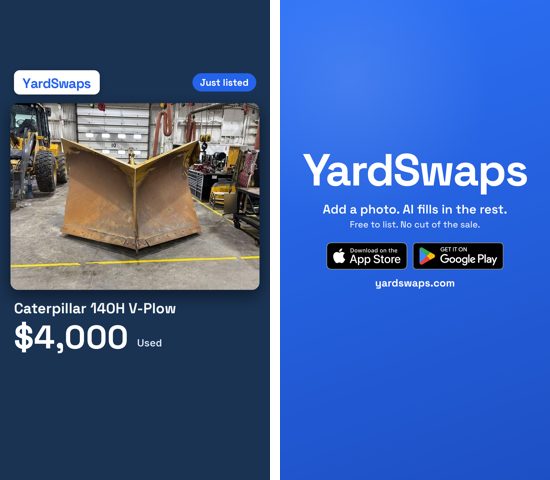 YardSwaps
Just listed
Caterpillar 140H V-Plow
$4,000 Used
YardSwaps
Add a photo. AI fills in the rest.
Free to list. No cut of the sale.
Download on the
App Store
GET IT ON
Google Play
yardswaps.com